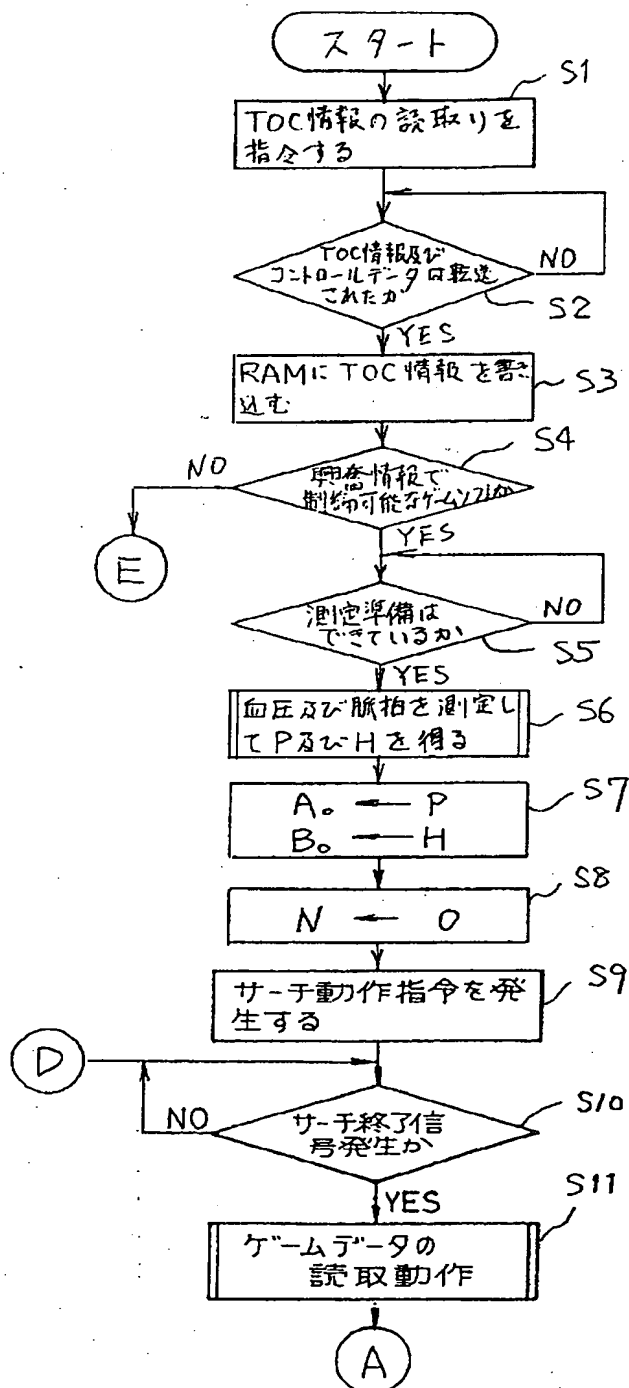 スタート
S1
TOC情報の読取りを
指令する
TOC情報及び
コントロールデータは転送
されたか
NO
S2
YES
RAMにTOC情報を書き
込む
S3
S4
NO
興奮情報で
制御可能なゲームソフトか
YES
E
測定準備は
できているか
NO
S5
YES
血圧及び脈拍を測定し
てP及びHを得る
S6
A₀ ← P
B₀ ← H
S7
S8
N ← O
サーチ動作指令を発
生する
S9
D
NO
サーチ終了信
号発生か
S10
YES
S11
ゲームデータの
読取動作
A